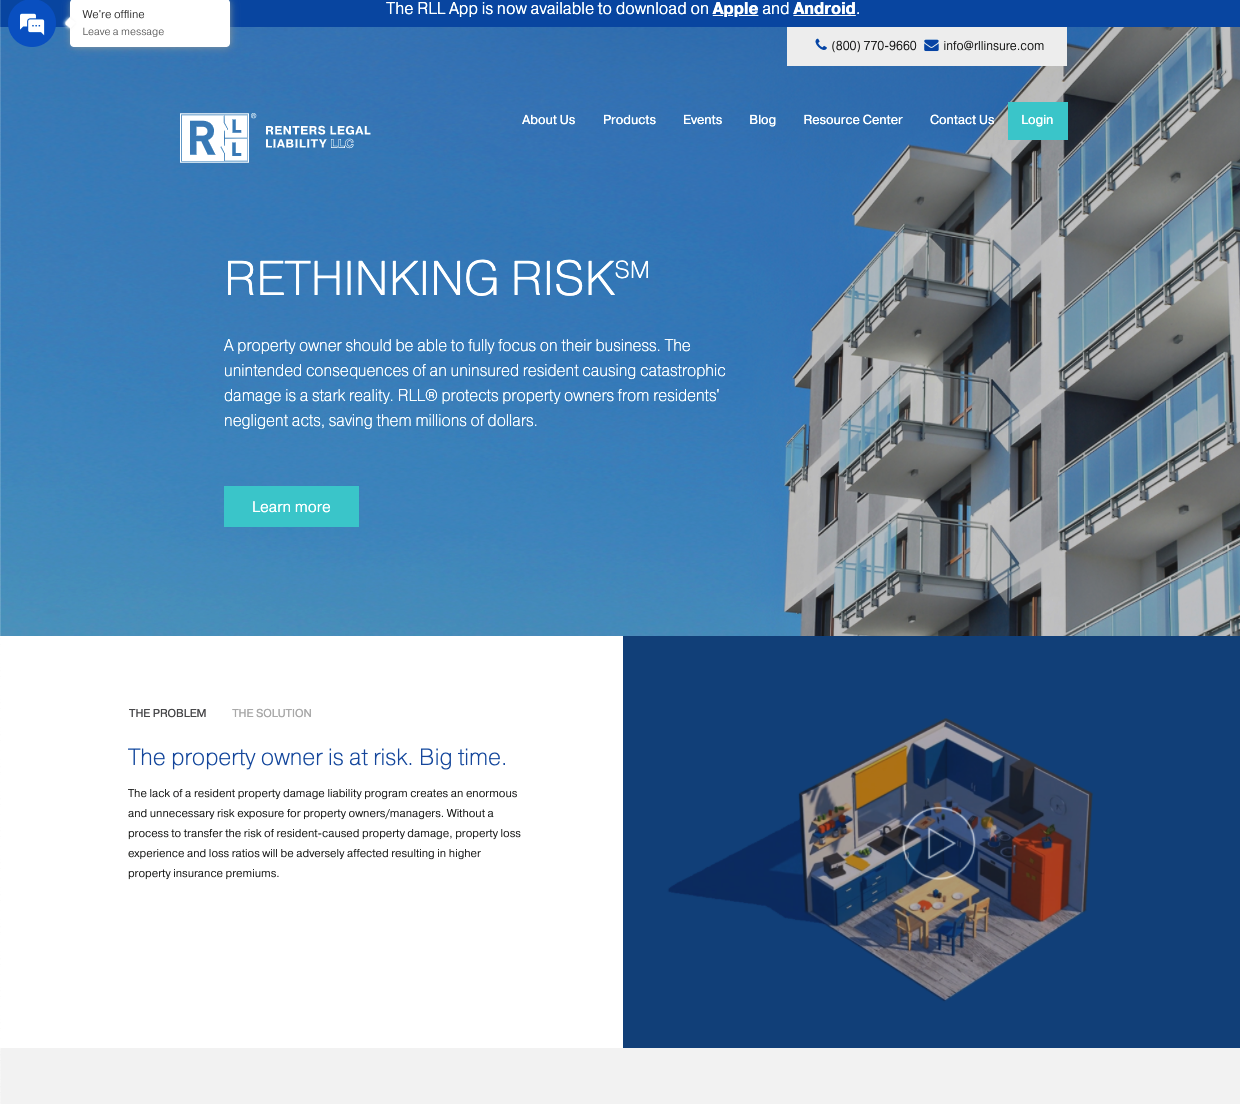 We're offline
Leave a message
The RLL App is now available to download on Apple and Android.
(800) 770-9660 info@rllinsure.com
RLL®
RENTERS LEGAL
LIABILITY LLC
About Us Products Events Blog Resource Center Contact Us Login
RETHINKING RISK℠
A property owner should be able to fully focus on their business. The
unintended consequences of an uninsured resident causing catastrophic
damage is a stark reality. RLL® protects property owners from residents'
negligent acts, saving them millions of dollars.
Learn more
THE PROBLEM THE SOLUTION
The property owner is at risk. Big time.
The lack of a resident property damage liability program creates an enormous
and unnecessary risk exposure for property owners/managers. Without a
process to transfer the risk of resident-caused property damage, property loss
experience and loss ratios will be adversely affected resulting in higher
property insurance premiums.